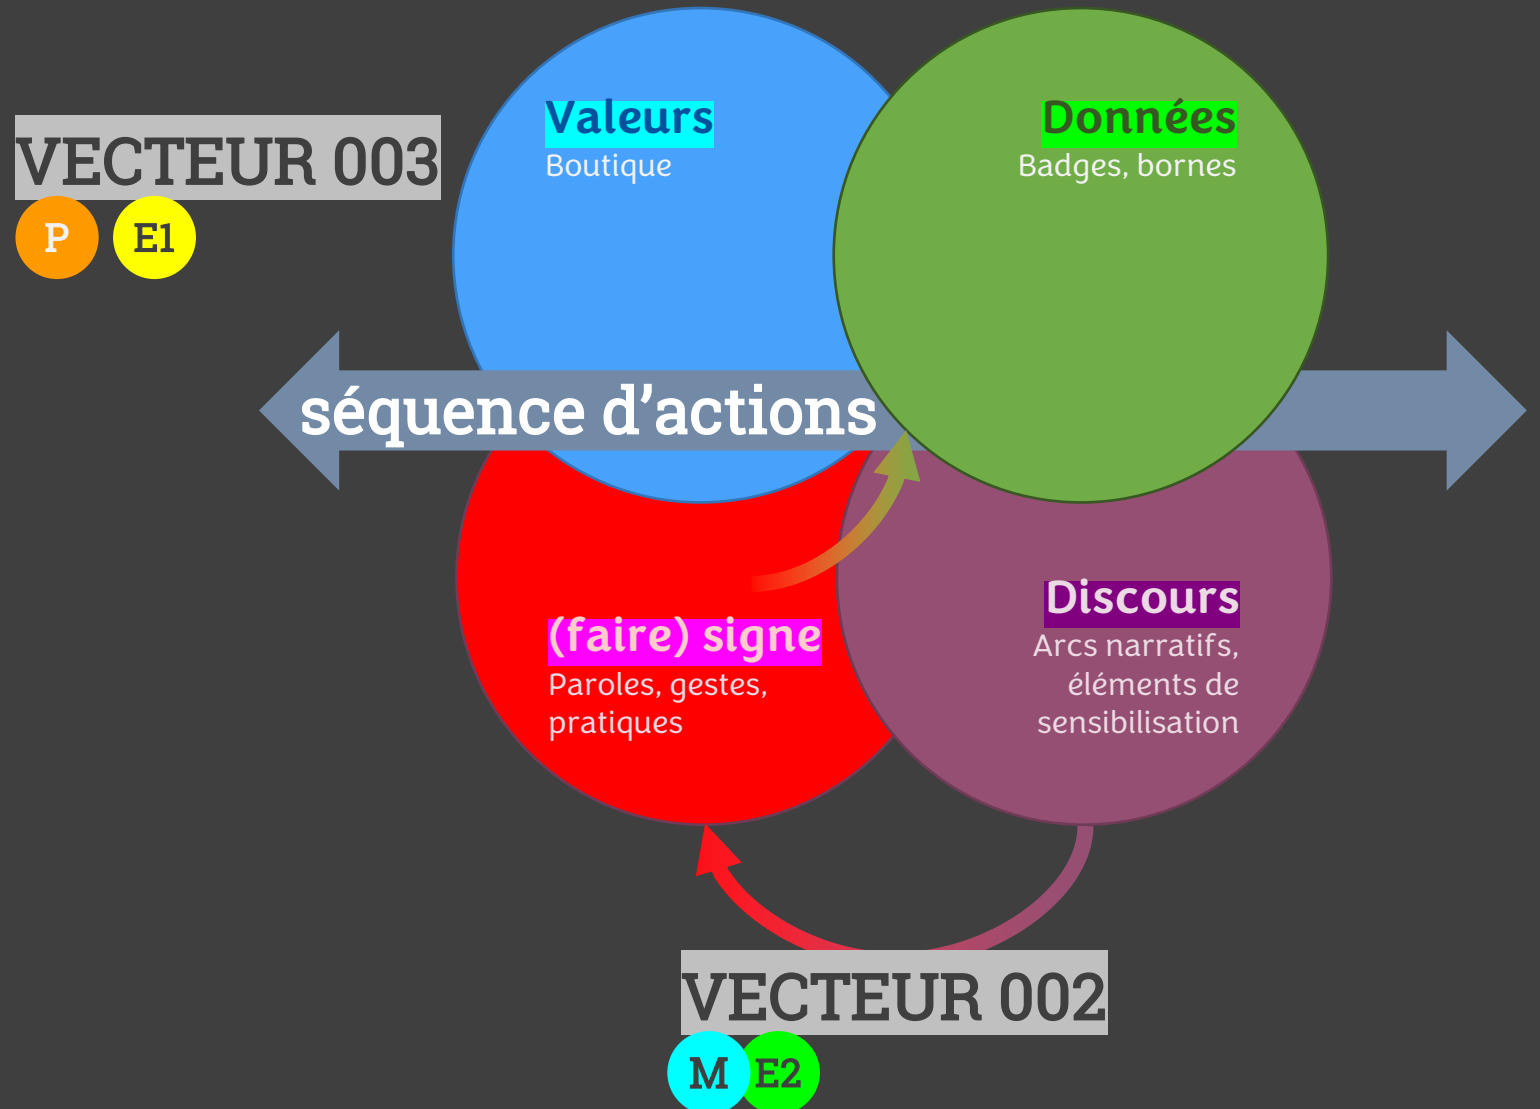 Valeurs
Boutique
Données
Badges, bornes
VECTEUR 003
P
E1
séquence d’actions
(faire) signe
Paroles, gestes,
pratiques
Discours
Arcs narratifs,
éléments de
sensibilisation
VECTEUR 002
M
E2